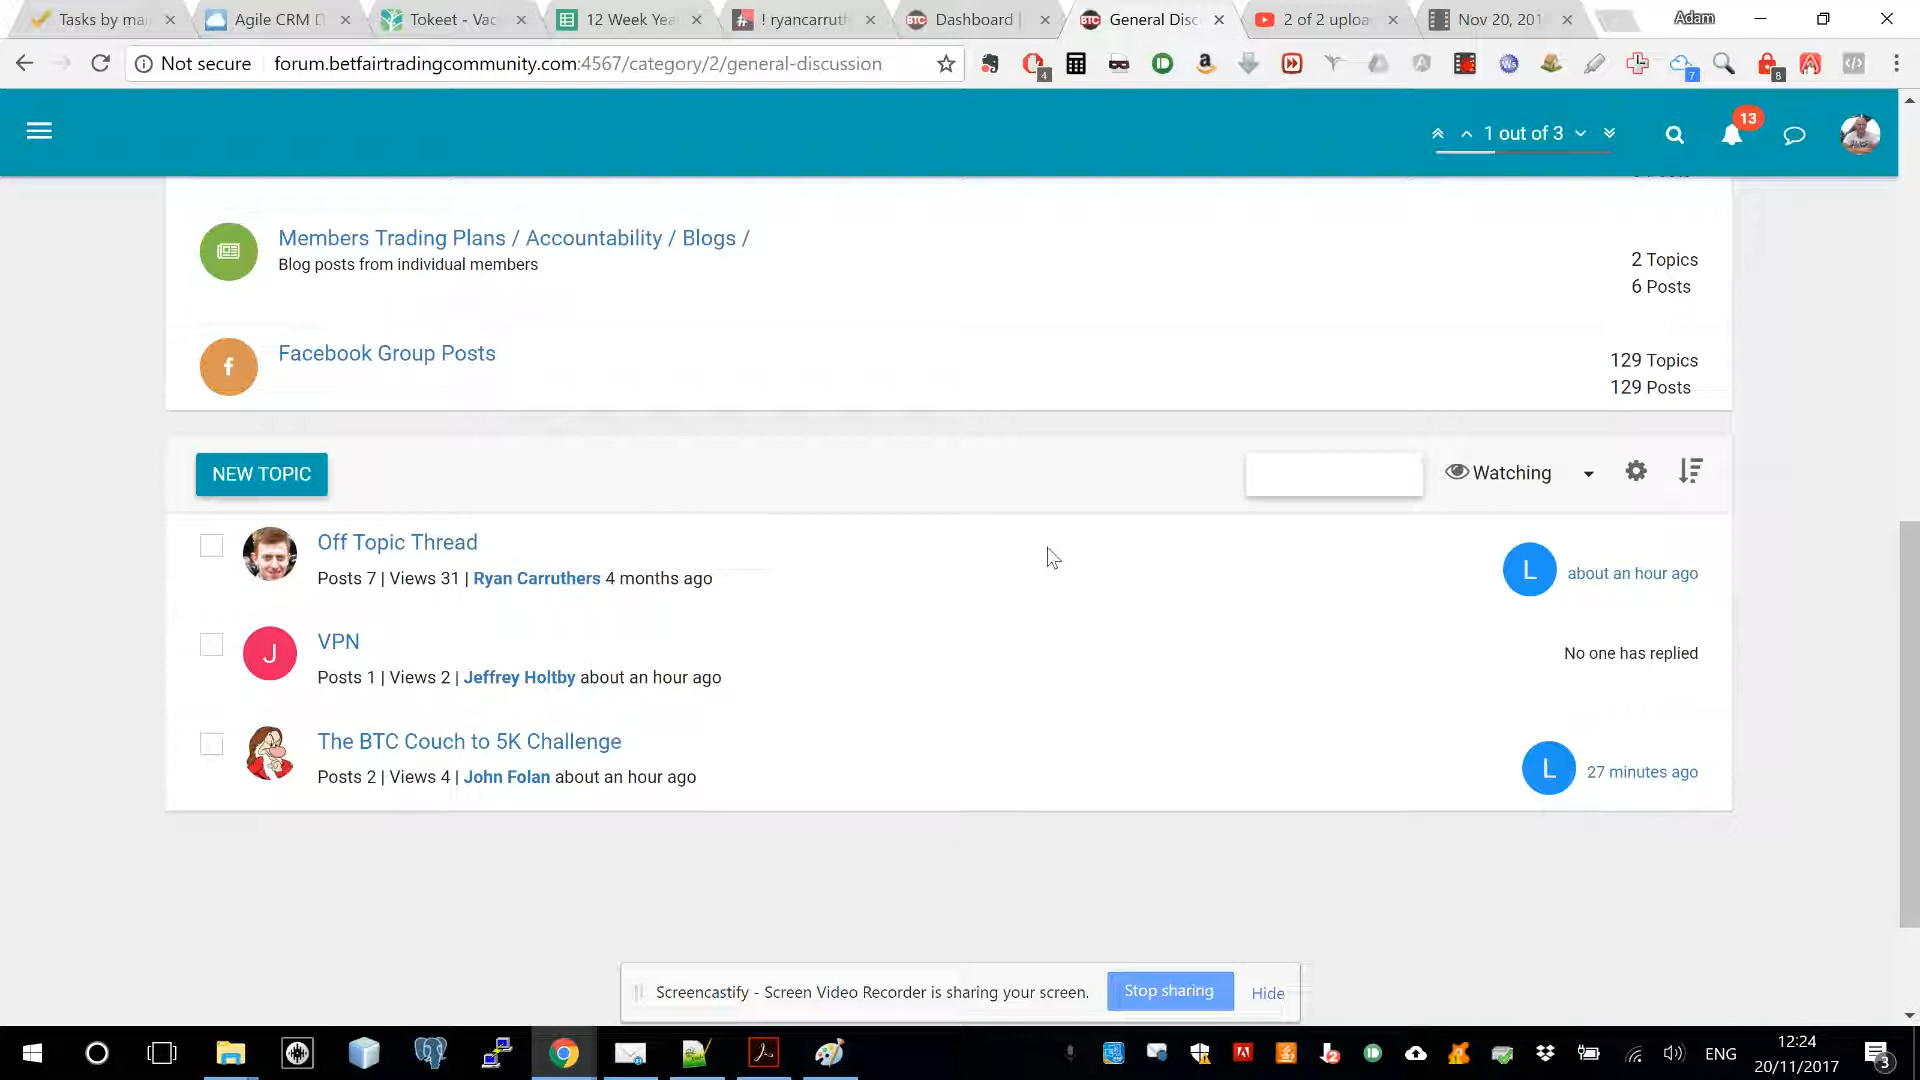 Tasks by ma
Agile CRM D
Tokeet - Vac
12 Week Yea
! ryancarruth
Dashboard |
General Disc
2 of 2 uploa
Nov 20, 201
Adam
Not secure
forum.betfairtradingcommunity.com:4567/category/2/general-discussion
4
7
8
1 out of 3
13
Members Trading Plans / Accountability / Blogs /
Blog posts from individual members
2 Topics
6 Posts
Facebook Group Posts
129 Topics
129 Posts
NEW TOPIC
Watching
Off Topic Thread
Posts 7 | Views 31 | Ryan Carruthers 4 months ago
L
about an hour ago
J
VPN
Posts 1 | Views 2 | Jeffrey Holtby about an hour ago
No one has replied
The BTC Couch to 5K Challenge
Posts 2 | Views 4 | John Folan about an hour ago
L
27 minutes ago
Screencastify - Screen Video Recorder is sharing your screen.
Stop sharing
Hide
ENG
12:24
20/11/2017
3